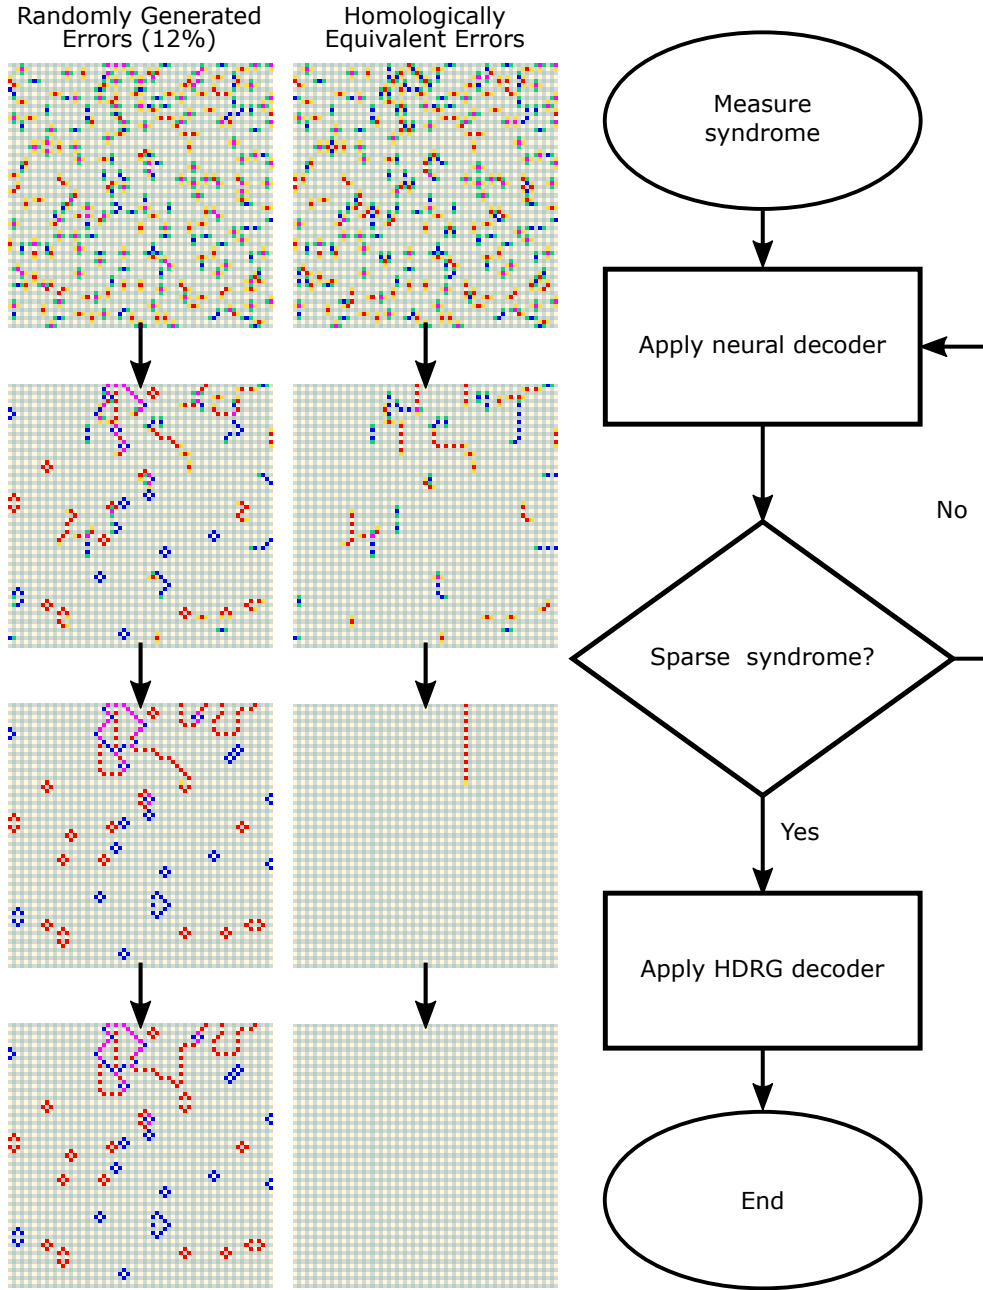 Randomly Generated
Errors (12%)
Homologically
Equivalent Errors
Measure
syndrome
Apply neural decoder
No
Sparse syndrome?
Yes
Apply HDRG decoder
End